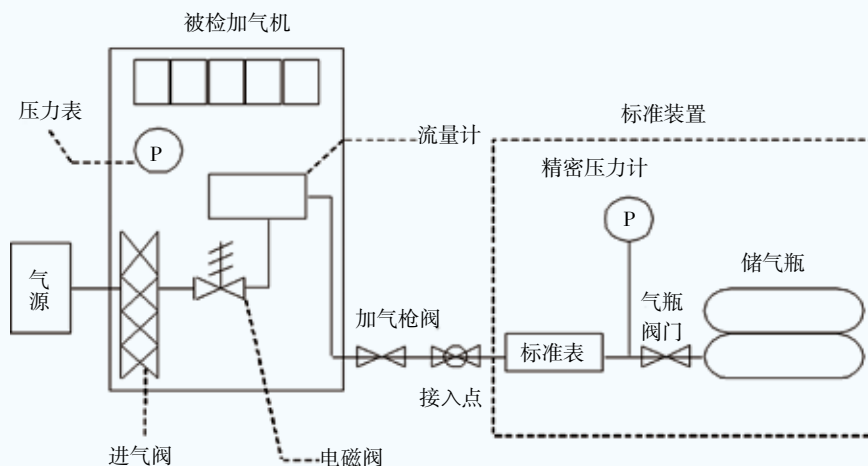 被检加气机
压力表
P
流量计
标准装置
精密压力计
P
气
源
储气瓶
气瓶
阀门
加气枪阀
标准表
接入点
进气阀
电磁阀